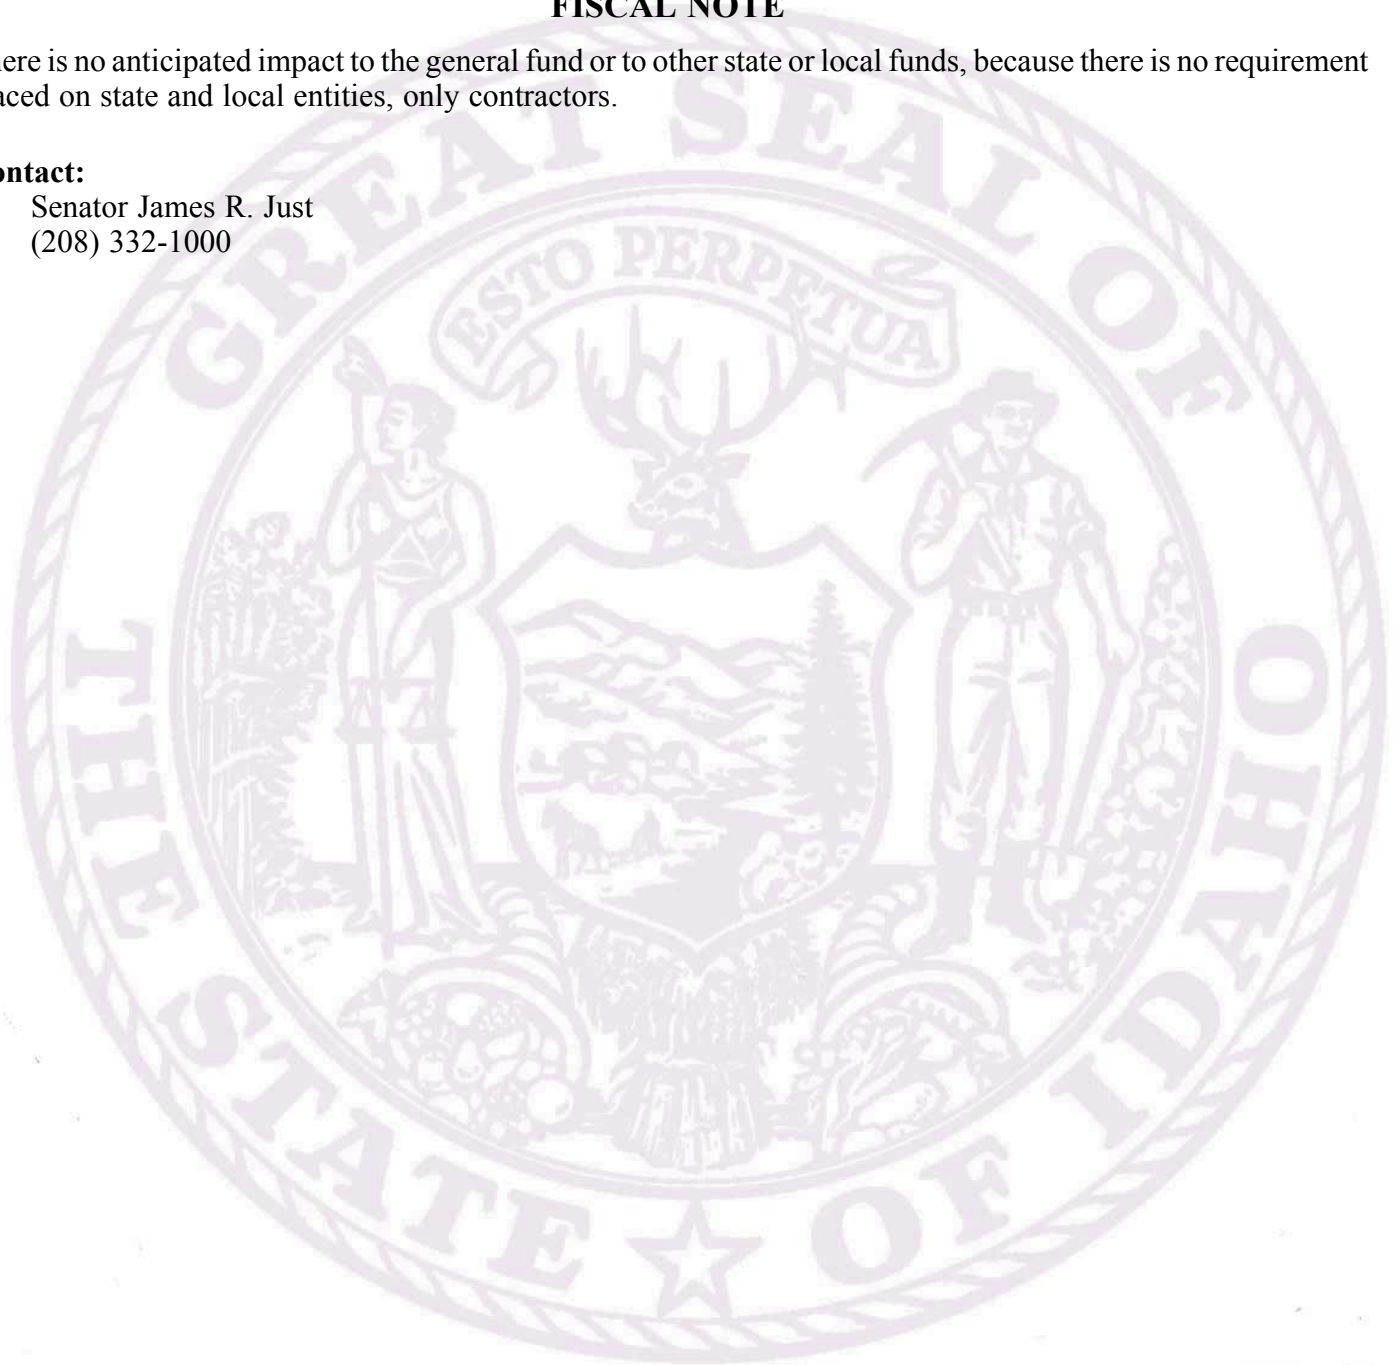 FISCAL NOTE
here is no anticipated impact to the general fund or to other state or local funds, because there is no requirement
aced on state and local entities, only contractors.
ontact:
Senator James R. Just
(208) 332-1000
GREAT SEAL OF
THE STATE OF IDAHO
ESTO PERPETUA